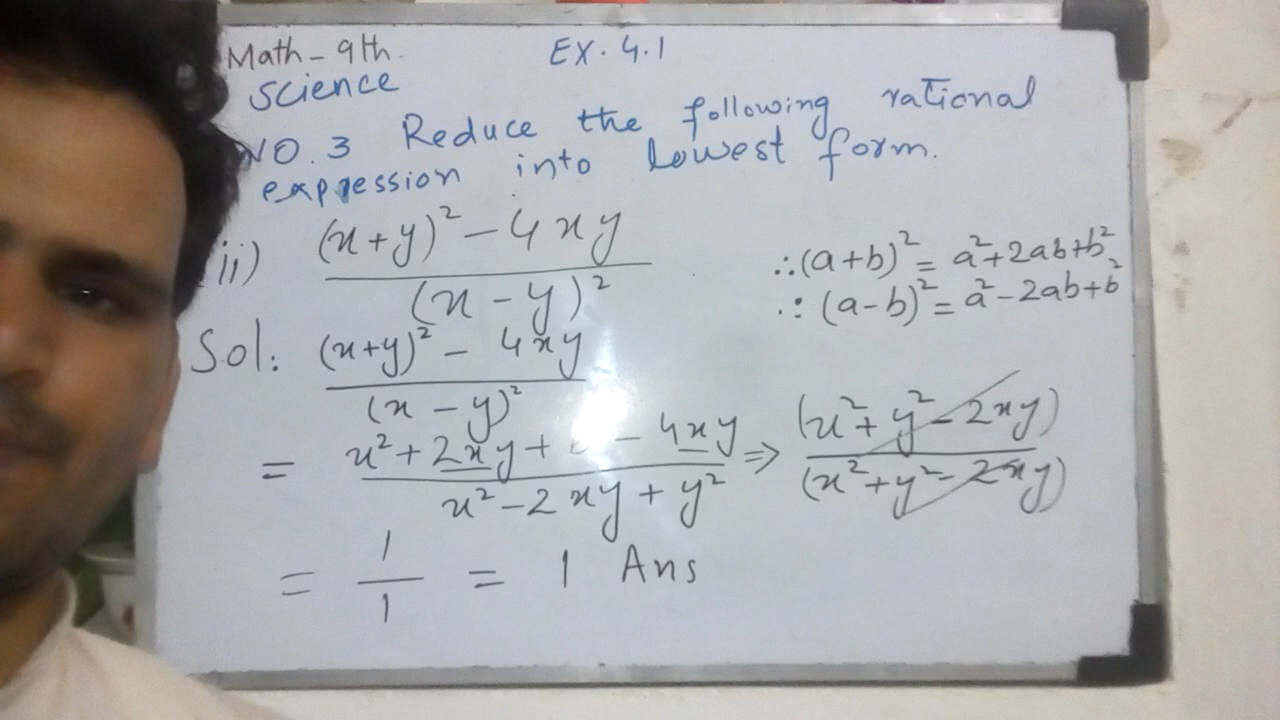 Math-9th. EX. 4.1
Science
NO.3 Reduce the following rational
expression into lowest form.
ii) (x+y)² - 4xy
(x-y)²
∴(a+b)² = a²+2ab+b²
∴(a-b)² = a²-2ab+b²
Sol: (x+y)² - 4xy
(x-y)²
= x²+2xy+ - 4xy ⇒ (x²+y²-2xy)
x²-2xy+y² (x²+y²-2xy)
= 1 = 1 Ans
1